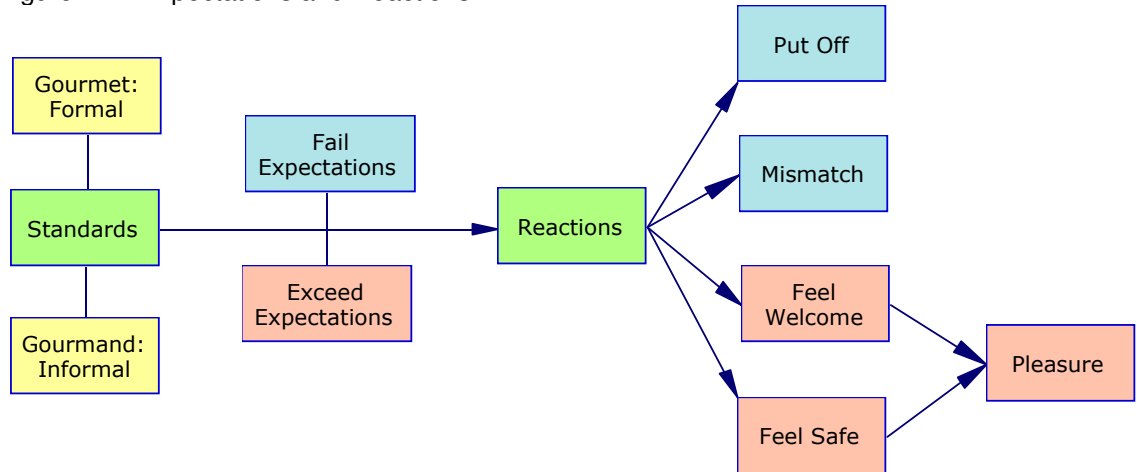 Put Off
Gourmet:
Formal
Fail
Expectations
Mismatch
Standards
Reactions
Exceed
Expectations
Feel
Welcome
Gourmand:
Informal
Pleasure
Feel Safe